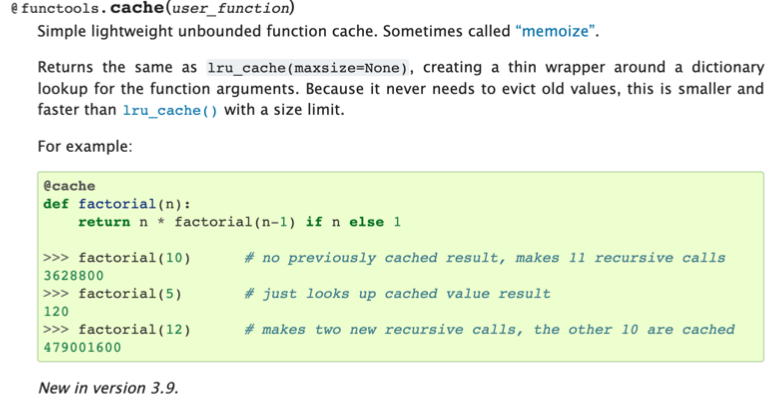 @functools.cache(user_function)
Simple lightweight unbounded function cache. Sometimes called “memoize”.
Returns the same as lru_cache(maxsize=None), creating a thin wrapper around a dictionary
lookup for the function arguments. Because it never needs to evict old values, this is smaller and
faster than lru_cache() with a size limit.
For example:
@cache
def factorial(n):
    return n * factorial(n-1) if n else 1
>>> factorial(10)      # no previously cached result, makes 11 recursive calls
3628800
>>> factorial(5)       # just looks up cached value result
120
>>> factorial(12)      # makes two new recursive calls, the other 10 are cached
479001600
New in version 3.9.